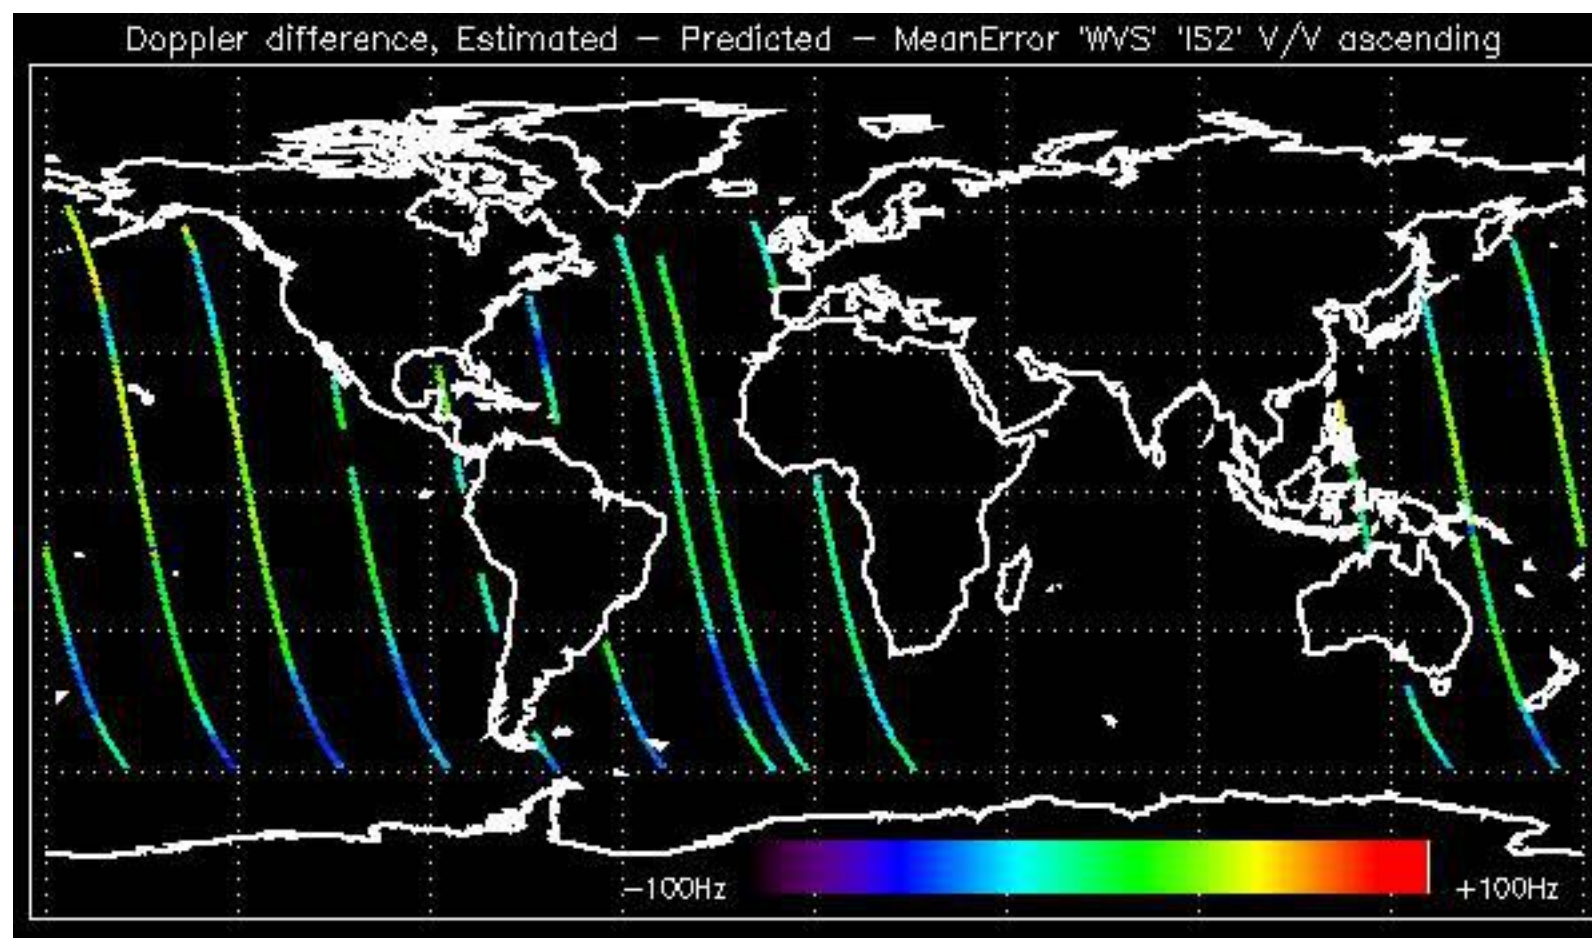 Doppler difference, Estimated - Predicted - MeanError 'WVS' 'IS2' V/V ascending
-100Hz +100Hz